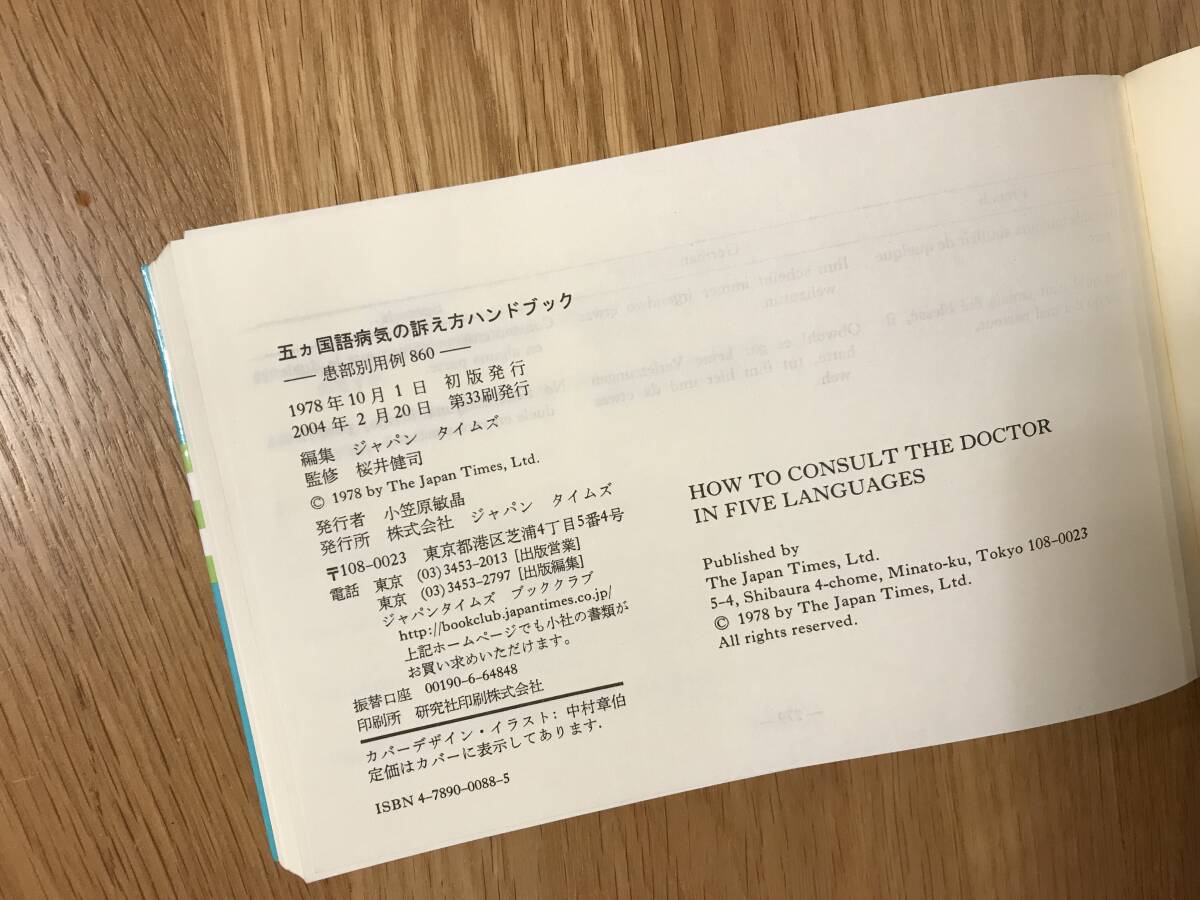 五ヵ国語病気の訴え方ハンドブック
── 患部別用例 860 ──
1978年10月 1 日 初版発行
2004年 2 月20日 第33刷発行
編集 ジャパン タイムズ
監修 桜井健司
© 1978 by The Japan Times, Ltd.
発行者 小笠原敏晶
発行所 株式会社 ジャパン タイムズ
〒108-0023 東京都港区芝浦4丁目5番4号
電話 東京 (03) 3453-2013 [出版営業]
東京 (03) 3453-2797 [出版編集]
ジャパンタイムズ ブッククラブ
http://bookclub.japantimes.co.jp/
上記ホームページでも小社の書類が
お買い求めいただけます。
振替口座 00190-6-64848
印刷所 研究社印刷株式会社
カバーデザイン・イラスト: 中村章伯
定価はカバーに表示してあります.
ISBN 4-7890-0088-5
HOW TO CONSULT THE DOCTOR
IN FIVE LANGUAGES
Published by
The Japan Times, Ltd.
5-4, Shibaura 4-chome, Minato-ku, Tokyo 108-0023
© 1978 by The Japan Times, Ltd.
All rights reserved.